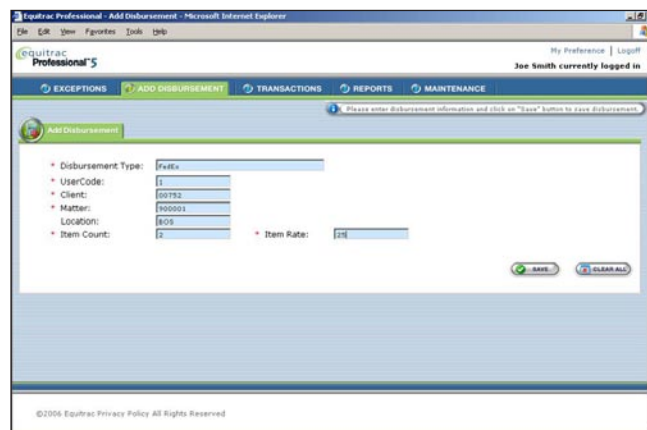 Equitrac Professional - Add Disbursement - Microsoft Internet Explorer
File Edit View Favorites Tools Help
equitrac
Professional™5
My Preference | Logoff
Joe Smith currently logged in
EXCEPTIONS ADD DISBURSEMENT TRANSACTIONS REPORTS MAINTENANCE
Please enter disbursement information and click on "Save" button to save disbursement.
Add Disbursement
* Disbursement Type: FedEx
* UserCode: 1
* Client: 00752
* Matter: 900001
Location: BOS
* Item Count: 2 * Item Rate: 25
SAVE CLEAR ALL
©2006 Equitrac Privacy Policy All Rights Reserved